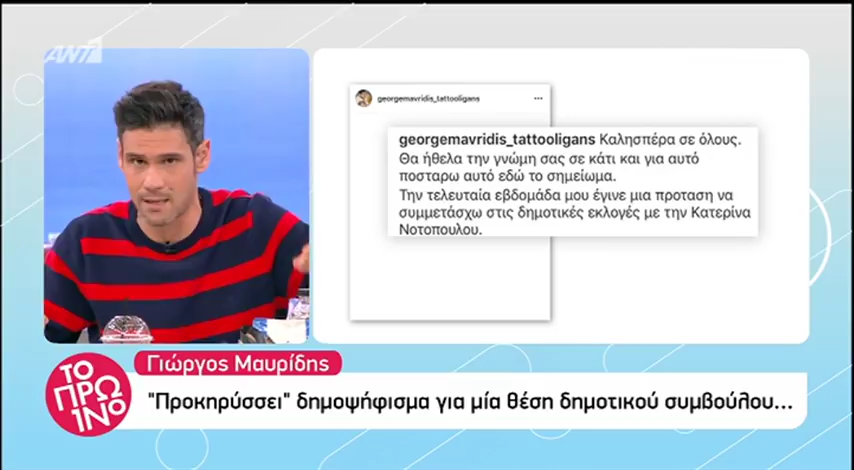 ANT1
georgemavridis_tattooligans
georgemavridis_tattooligans Καλησπέρα σε όλους.
Θα ήθελα την γνώμη σας σε κάτι και για αυτό
ποσταρω αυτό εδώ το σημείωμα.
Την τελευταία εβδομάδα μου έγινε μια προταση να
συμμετάσχω στις δημοτικές εκλογές με την Κατερίνα
Νοτοπουλου.
Γιώργος Μαυρίδης
ΤΟ
ΠΡΩ
ΙΝΟ
"Προκηρύσσει" δημοψήφισμα για μία θέση δημοτικού συμβούλου...